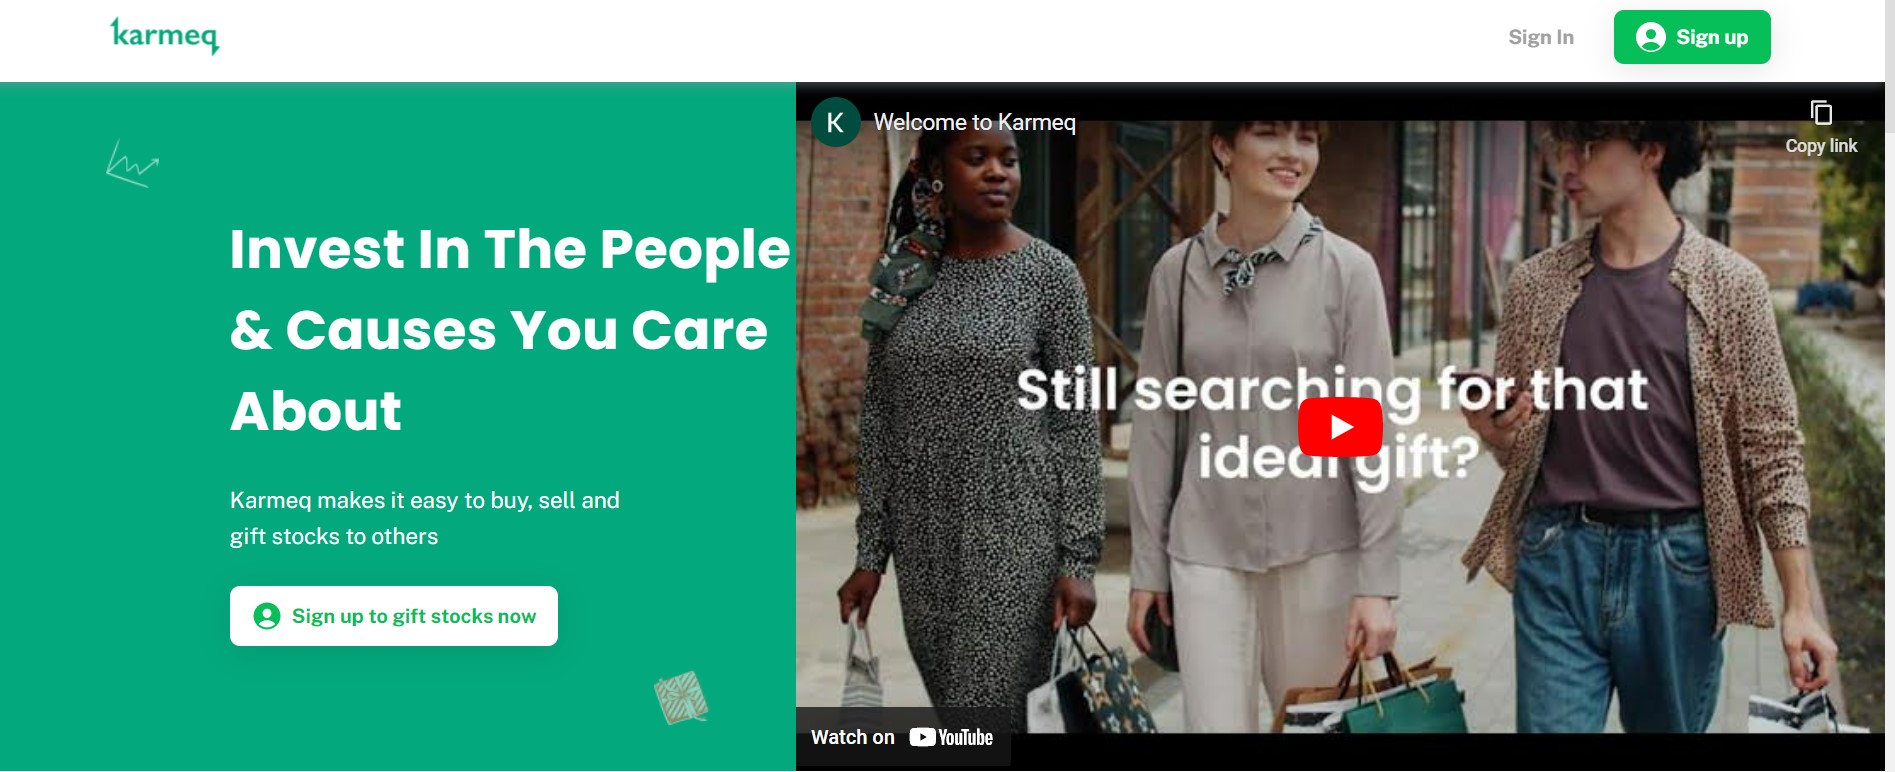 karmeq
Sign In
Sign up
Invest In The People
& Causes You Care
About
Karmeq makes it easy to buy, sell and
gift stocks to others
Sign up to gift stocks now
K
Welcome to Karmeq
Copy link
Still searching for that
ideal gift?
Watch on YouTube